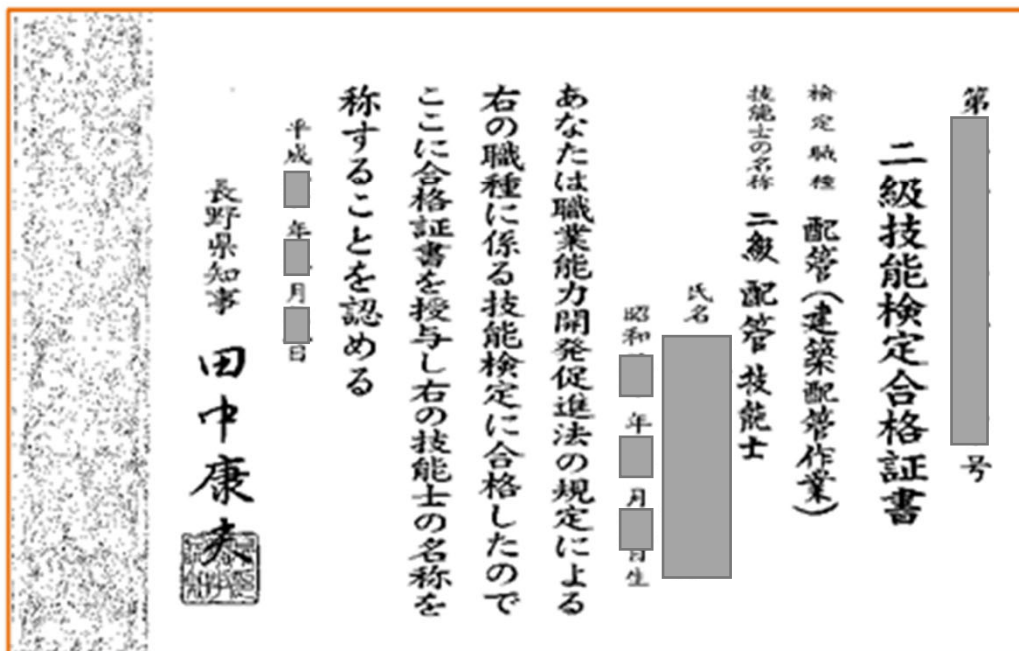 第 号
二級技能検定合格証書
検定職種 配管(建築配管作業)
技能士の名称 二級 配管技能士
氏名
昭和 年 月 日生
あなたは職業能力開発促進法の規定による
右の職種に係る技能検定に合格したので
ここに合格証書を授与し右の技能士の名称を
称することを認める
平成 年 月 日
長野県知事 田中康夫